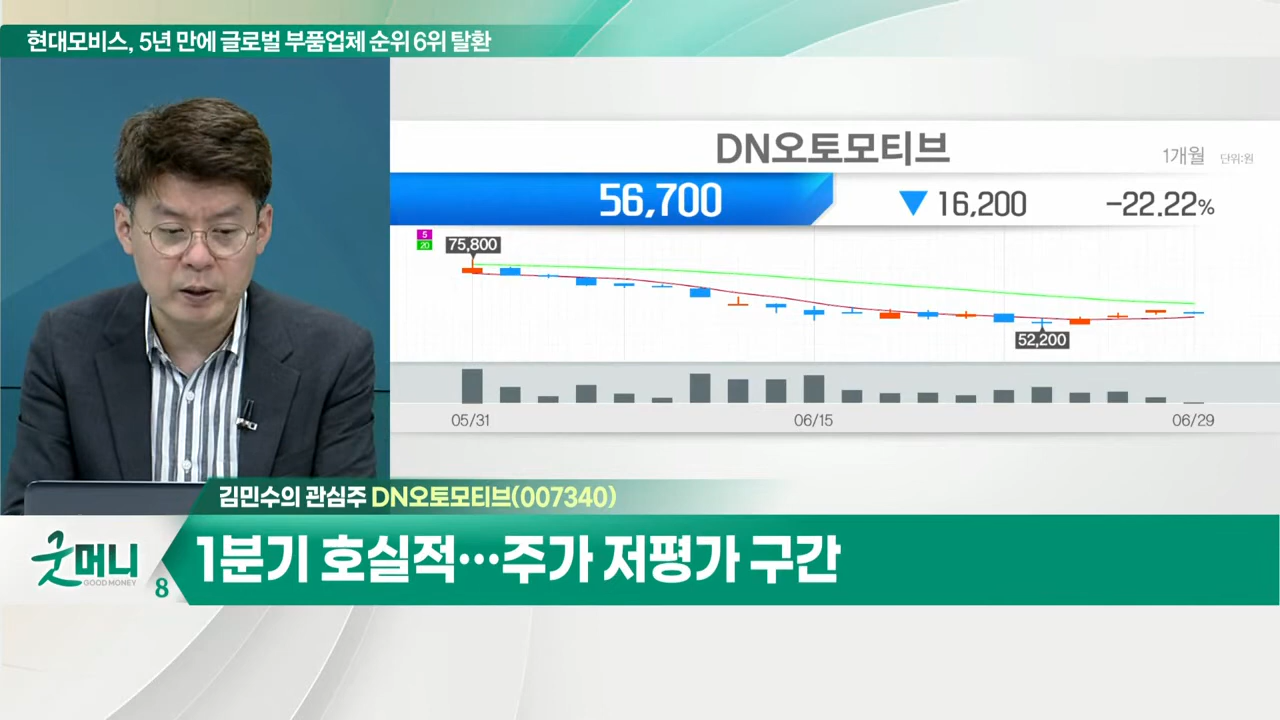 현대모비스, 5년 만에 글로벌 부품업체 순위 6위 탈환
DN오토모티브
1개월 단위:원
56,700 ▼ 16,200 -22.22%
5
20
75,800
52,200
05/31 06/15 06/29
김민수의 관심주 DN오토모티브(007340)
1분기 호실적…주가 저평가 구간
굿머니
GOOD MONEY
8